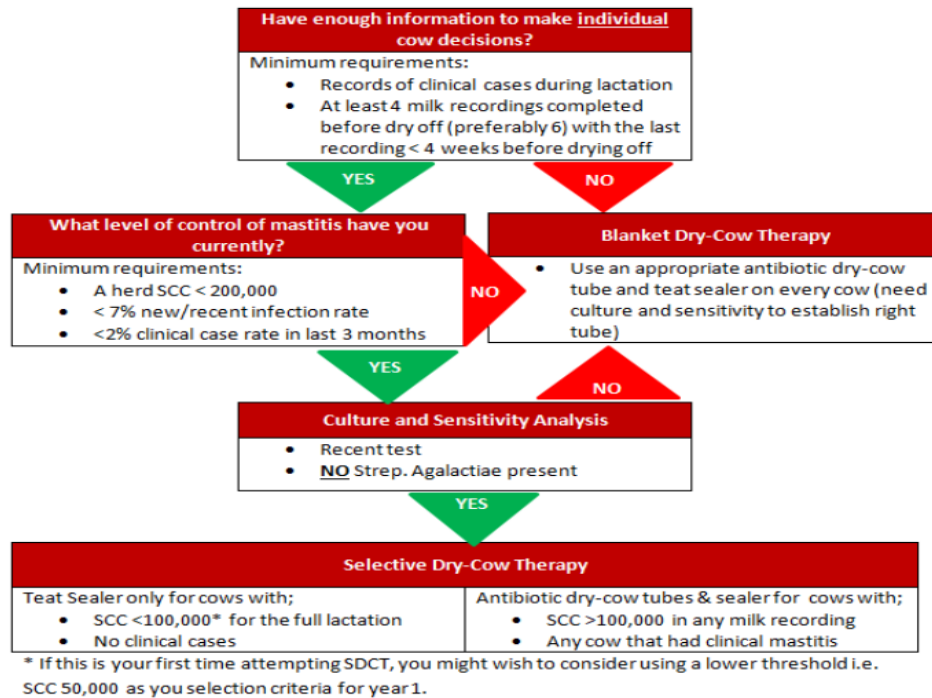 Have enough information to make individual
cow decisions?
Minimum requirements:
• Records of clinical cases during lactation
• At least 4 milk recordings completed
before dry off (preferably 6) with the last
recording < 4 weeks before drying off
YES
NO
What level of control of mastitis have you
currently?
Minimum requirements:
• A herd SCC < 200,000
• < 7% new/recent infection rate
• <2% clinical case rate in last 3 months
NO
Blanket Dry-Cow Therapy
• Use an appropriate antibiotic dry-cow
tube and teat sealer on every cow (need
culture and sensitivity to establish right
tube)
YES
NO
Culture and Sensitivity Analysis
• Recent test
• NO Strep. Agalactiae present
YES
Selective Dry-Cow Therapy
Teat Sealer only for cows with;
• SCC <100,000* for the full lactation
• No clinical cases
Antibiotic dry-cow tubes & sealer for cows with;
• SCC >100,000 in any milk recording
• Any cow that had clinical mastitis
* If this is your first time attempting SDCT, you might wish to consider using a lower threshold i.e.
SCC 50,000 as you selection criteria for year 1.